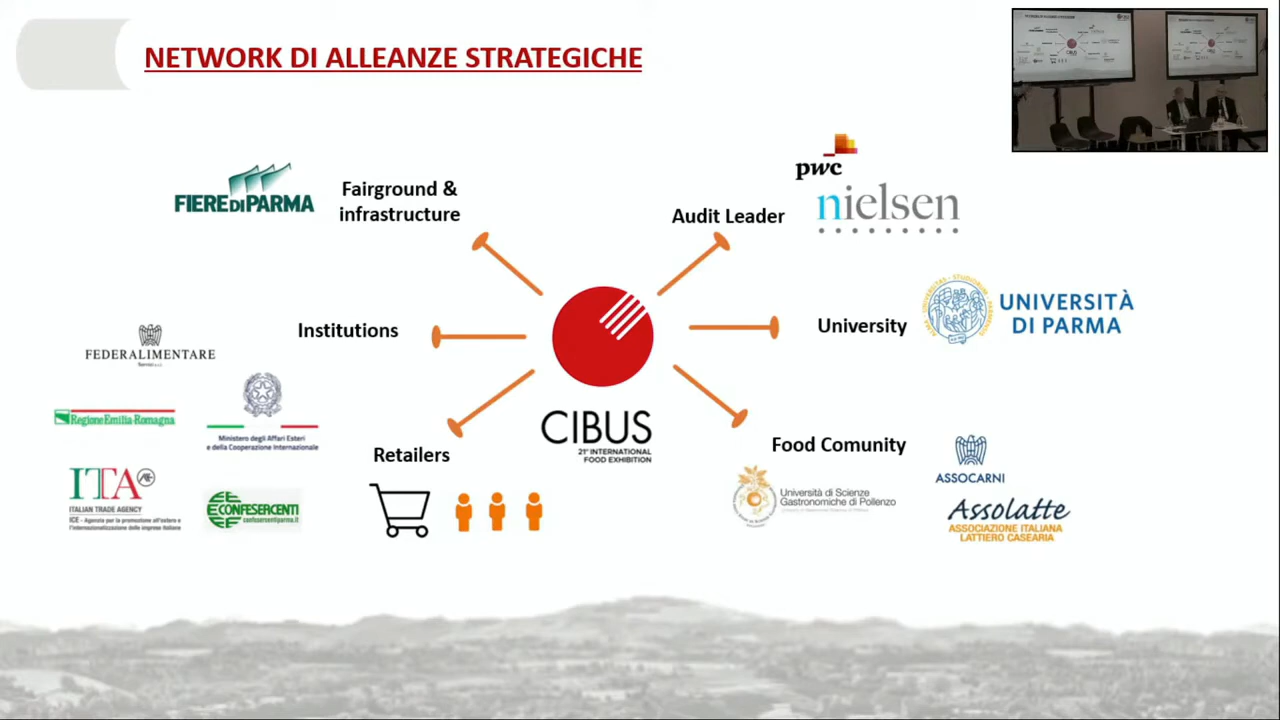 NETWORK DI ALLEANZE STRATEGICHE
FIERE DI PARMA
Fairground &
infrastructure
Audit Leader
pwc
nielsen
Institutions
University
UNIVERSITÀ
DI PARMA
FEDERALIMENTARE
Regione Emilia-Romagna
Ministero degli Affari Esteri
e della Cooperazione Internazionale
ITA
ITALIAN TRADE AGENCY
ICE - Agenzia per la promozione all'estero e
l'internazionalizzazione delle imprese italiane
CONFESERCENTI
confesercentiparma.it
Retailers
CIBUS
21st INTERNATIONAL
FOOD EXHIBITION
Food Comunity
Università di Scienze
Gastronomiche di Pollenzo
ASSOCARNI
Assolatte
ASSOCIAZIONE ITALIANA
LATTIERO CASEARIA